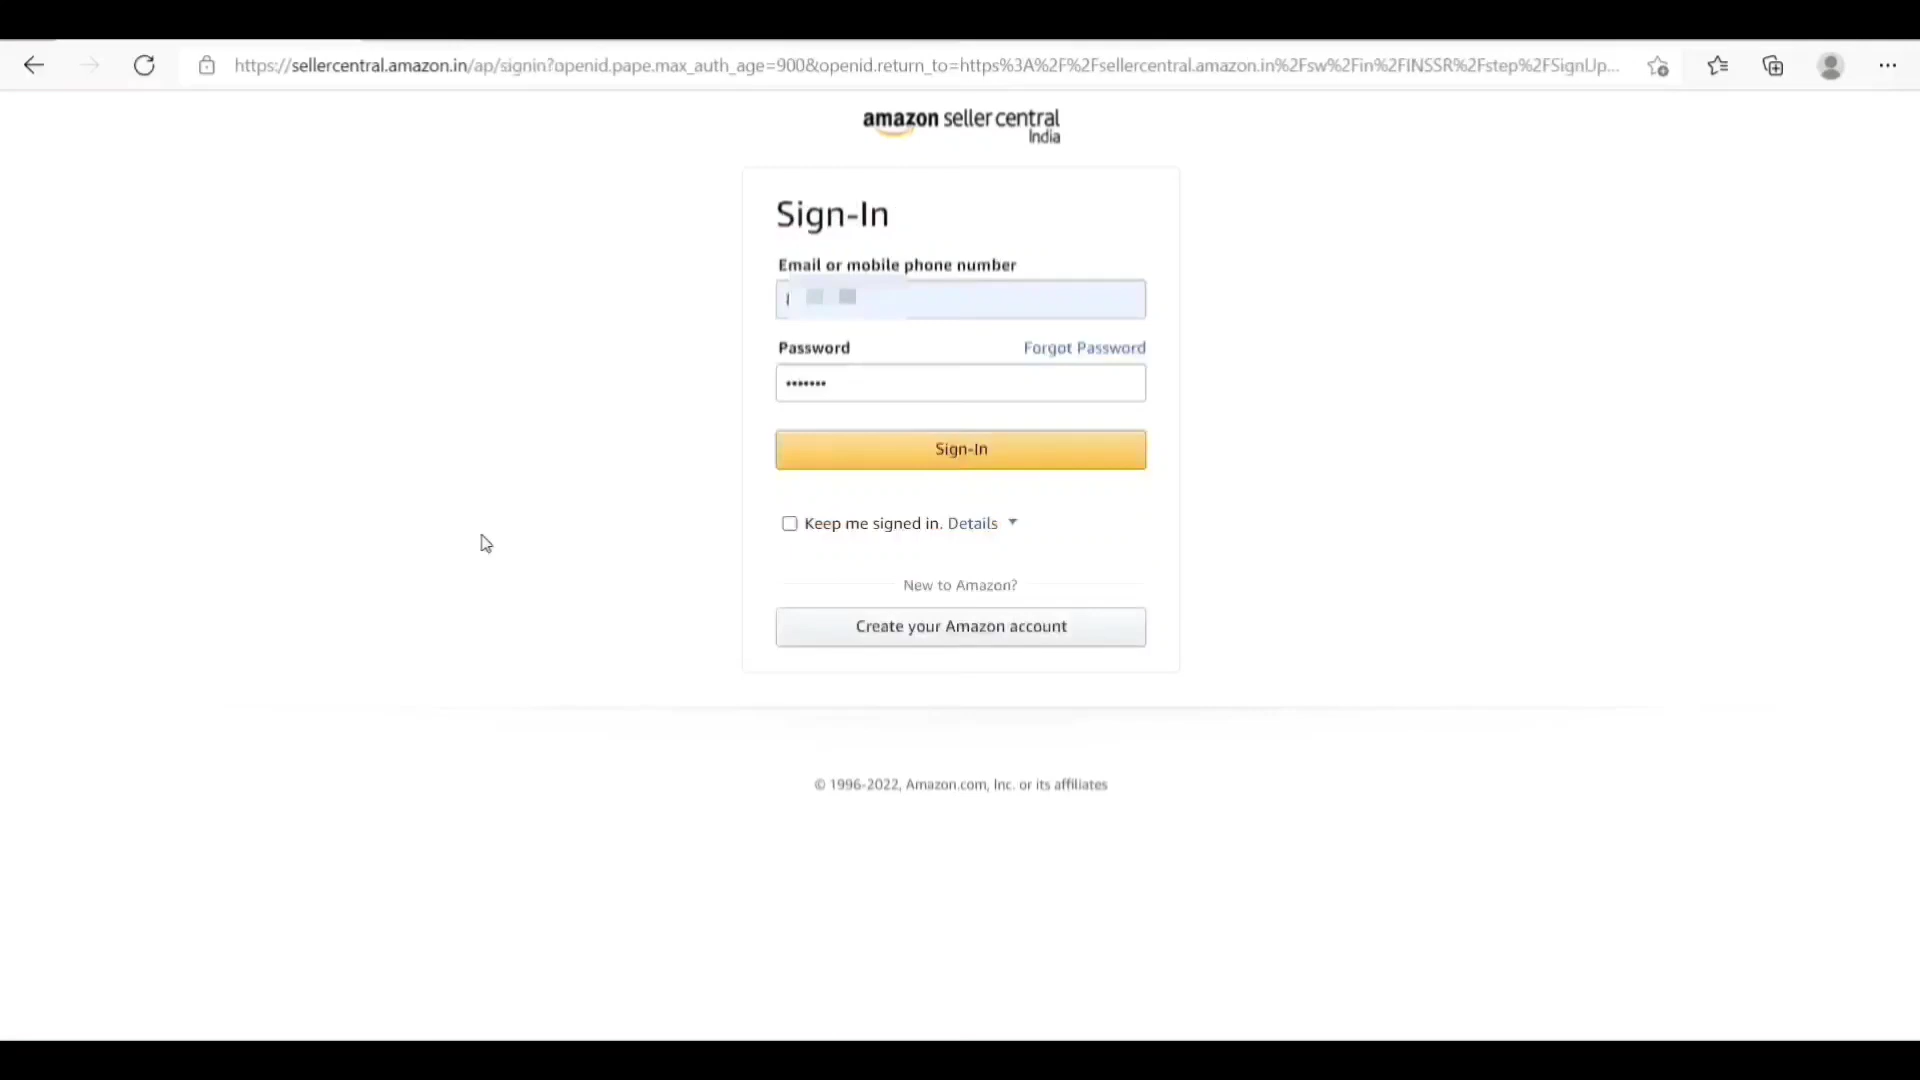 https://sellercentral.amazon.in/ap/signin?openid.pape.max_auth_age=900&openid.return_to=https%3A%2F%2Fsellercentral.amazon.in%2Fsw%2Fin%2FINSSR%2Fstep%2FSignUp...
amazon seller central
India
Sign-In
Email or mobile phone number
Password Forgot Password
•••••••
Sign-In
Keep me signed in. Details
New to Amazon?
Create your Amazon account
© 1996-2022, Amazon.com, Inc. or its affiliates